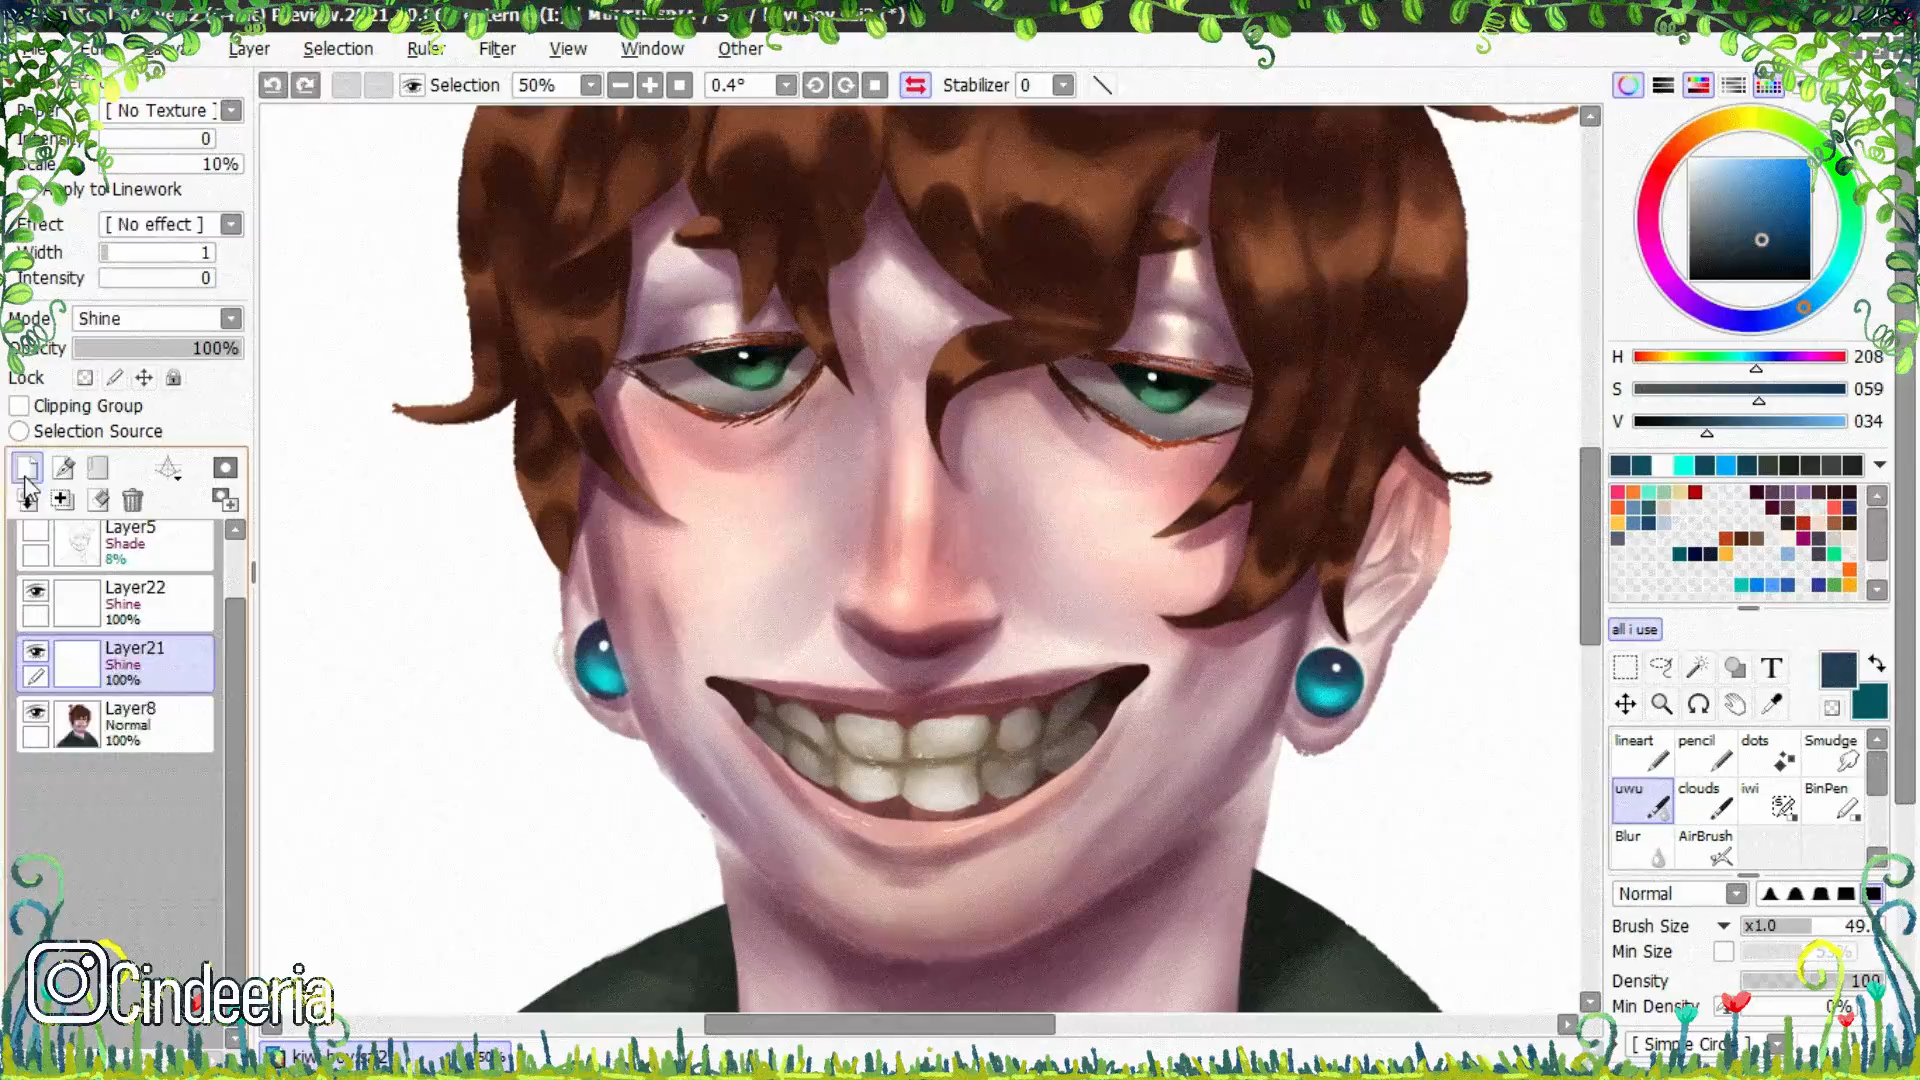 Layer Selection Ruler Filter View Window Other
Selection 50% 0.4° Stabilizer 0
[ No Texture ]
Intensity 0
Scale 10%
Apply to Linework
Effect [ No effect ]
Width 1
Intensity 0
Mode Shine
Opacity 100%
Lock
Clipping Group
Selection Source
Layer5
Shade
8%
Layer22
Shine
100%
Layer21
Shine
100%
Layer8
Normal
100%
Cindeeria
H 208
S 059
V 034
all i use
T
lineart pencil dots Smudge
uwu clouds iwi BinPen
Blur AirBrush
Normal
Brush Size x1.0 49.
Min Size
Density 100
Min Density 0%
[ Simple Circle ]